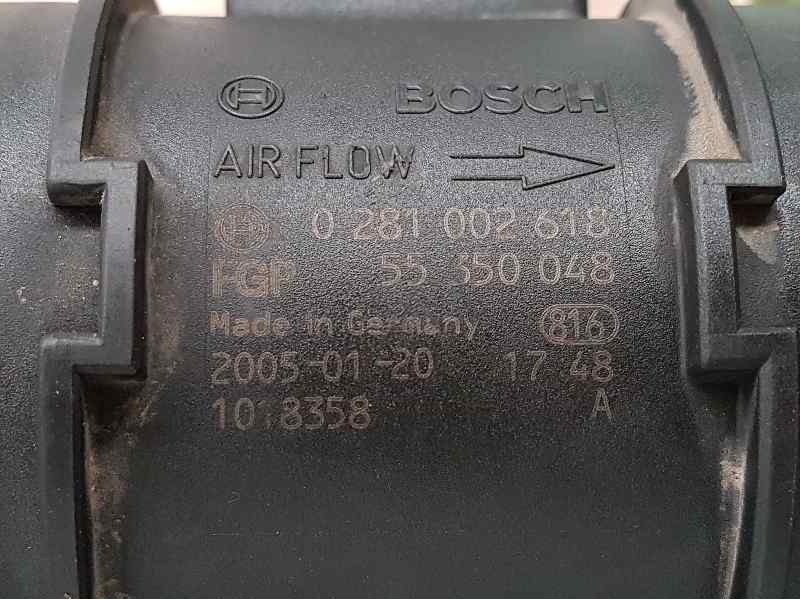 BOSCH
AIR FLOW
0 281 002 618
FGP 55 350 048
Made in Germany 816
2005-01-20 17 48
1018358 A